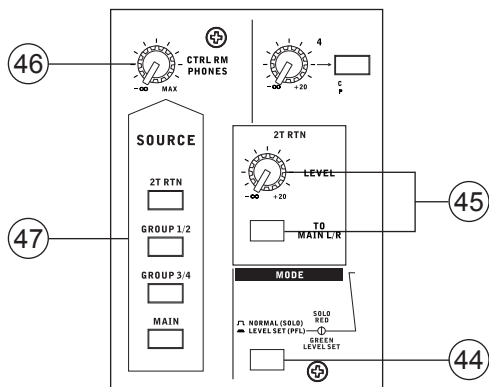 46
CTRL RM
PHONES
-∞ MAX
4
-∞ +20
C
P
SOURCE
2T RTN
GROUP 1/2
GROUP 3/4
MAIN
47
2T RTN
LEVEL
-∞ +20
TO
MAIN L/R
45
MODE
SOLO
RED
NORMAL (SOLO)
LEVEL SET (PFL)
GREEN
LEVEL SET
44